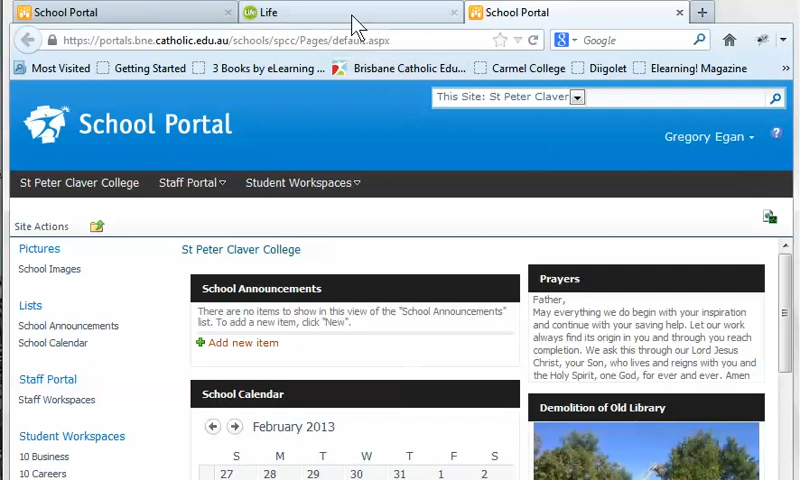 School Portal
Life
Life
School Portal
https://portals.bne.catholic.edu.au/schools/spcc/Pages/default.aspx
Google
Most Visited
Getting Started
3 Books by eLearning ...
Brisbane Catholic Edu...
Carmel College
Diigolet
Elearning! Magazine
»
This Site: St Peter Claver
School Portal
Gregory Egan
?
St Peter Claver College
Staff Portal
Student Workspaces
Site Actions
Pictures
School Images
Lists
School Announcements
School Calendar
Staff Portal
Staff Workspaces
Student Workspaces
10 Business
10 Careers
St Peter Claver College
School Announcements
There are no items to show in this view of the "School Announcements"
list. To add a new item, click "New".
Add new item
School Calendar
February 2013
S M T W T F S
27 28 29 30 31 1 2
Prayers
Father,
May everything we do begin with your inspiration
and continue with your saving help. Let our work
always find its origin in you and through you reach
completion. We ask this through our Lord Jesus
Christ, your Son, who lives and reigns with you and
the Holy Spirit, one God, for ever and ever. Amen
Demolition of Old Library